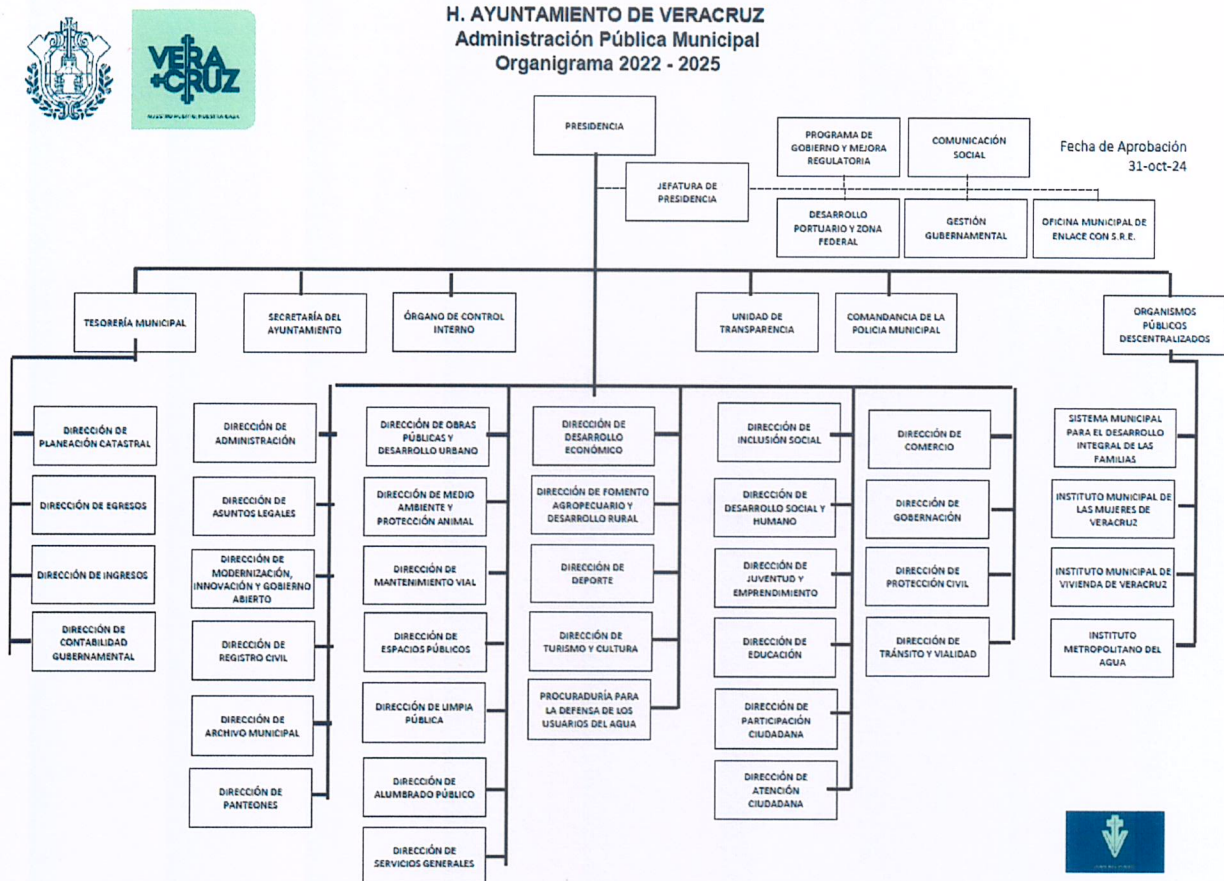 H. AYUNTAMIENTO DE VERACRUZ
Administración Pública Municipal
Organigrama 2022 - 2025
VERA
+CRUZ
PRESIDENCIA
PROGRAMA DE
GOBIERNO Y MEJORA
REGULATORIA
COMUNICACIÓN
SOCIAL
Fecha de Aprobación
31-oct-24
JEFATURA DE
PRESIDENCIA
DESARROLLO
PORTUARIO Y ZONA
FEDERAL
GESTIÓN
GUBERNAMENTAL
OFICINA MUNICIPAL DE
ENLACE CON S.R.E.
TESORERÍA MUNICIPAL
SECRETARÍA DEL
AYUNTAMIENTO
ÓRGANO DE CONTROL
INTERNO
UNIDAD DE
TRANSPARENCIA
COMANDANCIA DE LA
POLICIA MUNICIPAL
ORGANISMOS
PÚBLICOS
DESCENTRALIZADOS
DIRECCIÓN DE
PLANEACIÓN CATASTRAL
DIRECCIÓN DE EGRESOS
DIRECCIÓN DE INGRESOS
DIRECCIÓN DE
CONTABILIDAD
GUBERNAMENTAL
DIRECCIÓN DE
ADMINISTRACIÓN
DIRECCIÓN DE
ASUNTOS LEGALES
DIRECCIÓN DE
MODERNIZACIÓN,
INNOVACIÓN Y GOBIERNO
ABIERTO
DIRECCIÓN DE
REGISTRO CIVIL
DIRECCIÓN DE
ARCHIVO MUNICIPAL
DIRECCIÓN DE
PANTEONES
DIRECCIÓN DE OBRAS
PÚBLICAS Y
DESARROLLO URBANO
DIRECCIÓN DE MEDIO
AMBIENTE Y
PROTECCIÓN ANIMAL
DIRECCIÓN DE
MANTENIMIENTO VIAL
DIRECCIÓN DE
ESPACIOS PÚBLICOS
DIRECCIÓN DE LIMPIA
PÚBLICA
DIRECCIÓN DE
ALUMBRADO PÚBLICO
DIRECCIÓN DE
SERVICIOS GENERALES
DIRECCIÓN DE
DESARROLLO
ECONÓMICO
DIRECCIÓN DE FOMENTO
AGROPECUARIO Y
DESARROLLO RURAL
DIRECCIÓN DE
DEPORTE
DIRECCIÓN DE
TURISMO Y CULTURA
PROCURADURÍA PARA
LA DEFENSA DE LOS
USUARIOS DEL AGUA
DIRECCIÓN DE
INCLUSIÓN SOCIAL
DIRECCIÓN DE
DESARROLLO SOCIAL Y
HUMANO
DIRECCIÓN DE
JUVENTUD Y
EMPRENDIMIENTO
DIRECCIÓN DE
EDUCACIÓN
DIRECCIÓN DE
PARTICIPACIÓN
CIUDADANA
DIRECCIÓN DE
ATENCIÓN
CIUDADANA
DIRECCIÓN DE
COMERCIO
DIRECCIÓN DE
GOBERNACIÓN
DIRECCIÓN DE
PROTECCIÓN CIVIL
DIRECCIÓN DE
TRÁNSITO Y VIALIDAD
SISTEMA MUNICIPAL
PARA EL DESARROLLO
INTEGRAL DE LAS
FAMILIAS
INSTITUTO MUNICIPAL DE
LAS MUJERES DE
VERACRUZ
INSTITUTO MUNICIPAL DE
VIVIENDA DE VERACRUZ
INSTITUTO
METROPOLITANO DEL
AGUA